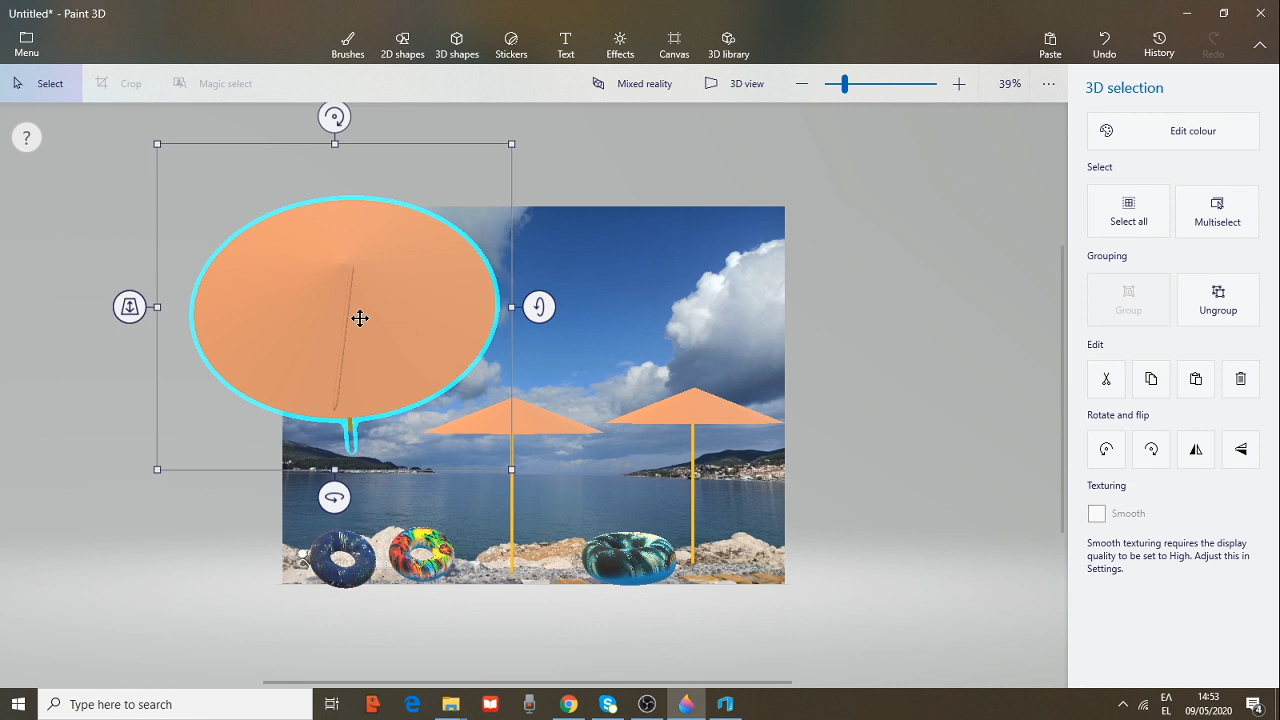 Untitled* - Paint 3D
Menu
Brushes
2D shapes
3D shapes
Stickers
Text
Effects
Canvas
3D library
Paste
Undo
History
Redo
Select
Crop
Magic select
Mixed reality
3D view
39%
?
3D selection
Edit colour
Select
Select all
Multiselect
Grouping
Group
Ungroup
Edit
Rotate and flip
Texturing
Smooth
Smooth texturing requires the display
quality to be set to High. Adjust this in
Settings.
Type here to search
ΕΛ
EL
14:53
09/05/2020
4